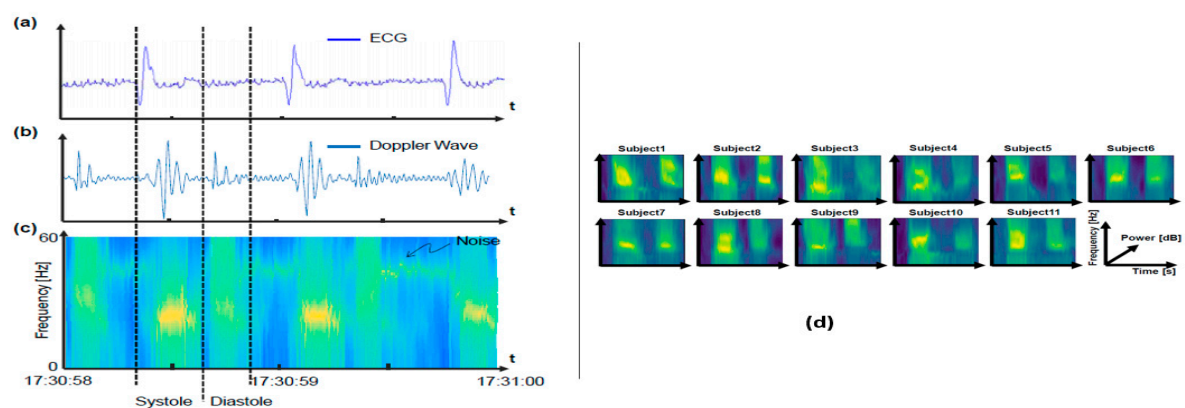 (a)
ECG
t
(b)
Doppler Wave
t
(c)
60
Noise
Frequency [Hz]
0
t
17:30:58
17:30:59
17:31:00
Systole
Diastole
Subject1
Subject2
Subject3
Subject4
Subject5
Subject6
Subject7
Subject8
Subject9
Subject10
Subject11
Frequency [Hz]
Power [dB]
Time [s]
(d)